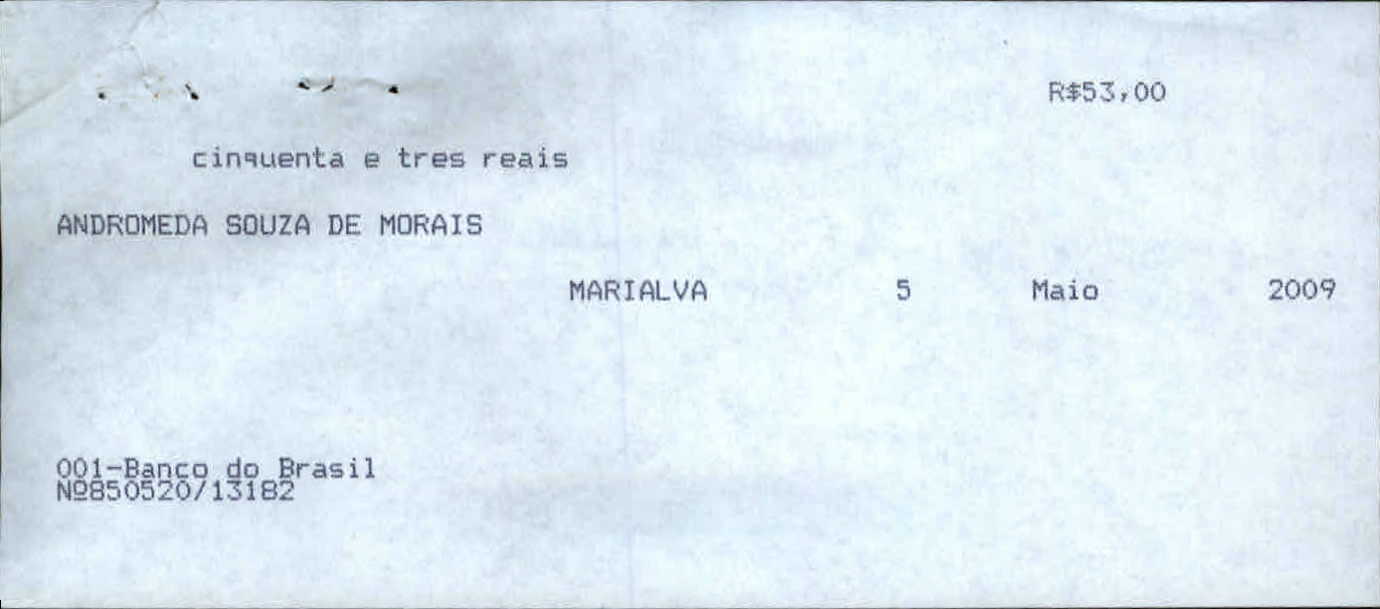 R$53,00
cinquenta e tres reais
ANDROMEDA SOUZA DE MORAIS
MARIALVA 5 Maio 2009
001-Banco do Brasil
Nº850520/13182